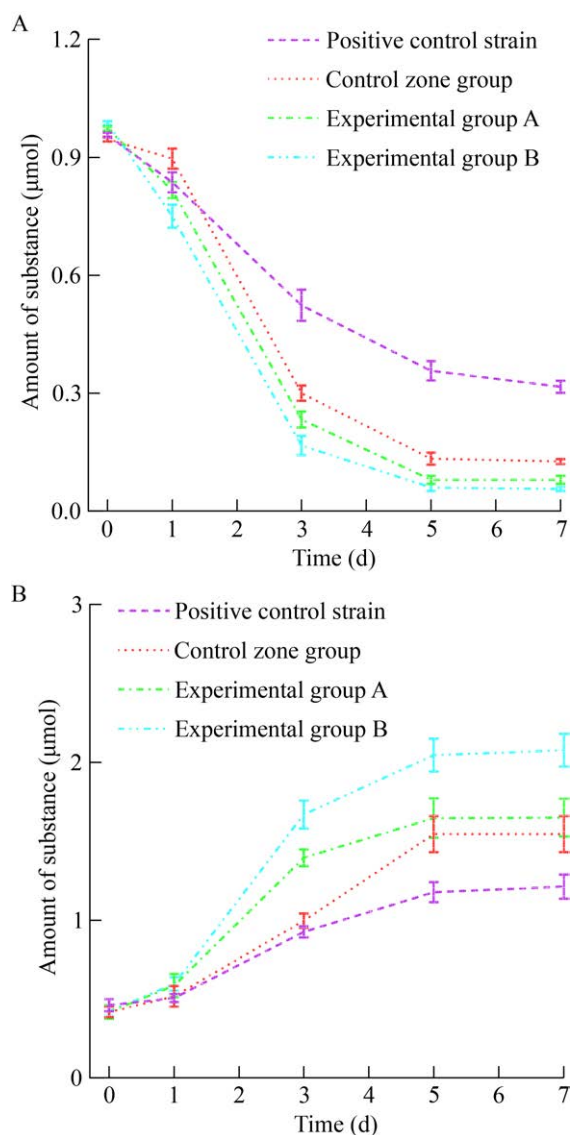 A
1.2
Positive control strain
Control zone group
Experimental group A
Experimental group B
0.9
0.6
0.3
0.0
Amount of substance (μmol)
0 1 2 3 4 5 6 7
Time (d)
B
3
Positive control strain
Control zone group
Experimental group A
Experimental group B
2
1
0
Amount of substance (μmol)
0 1 2 3 4 5 6 7
Time (d)